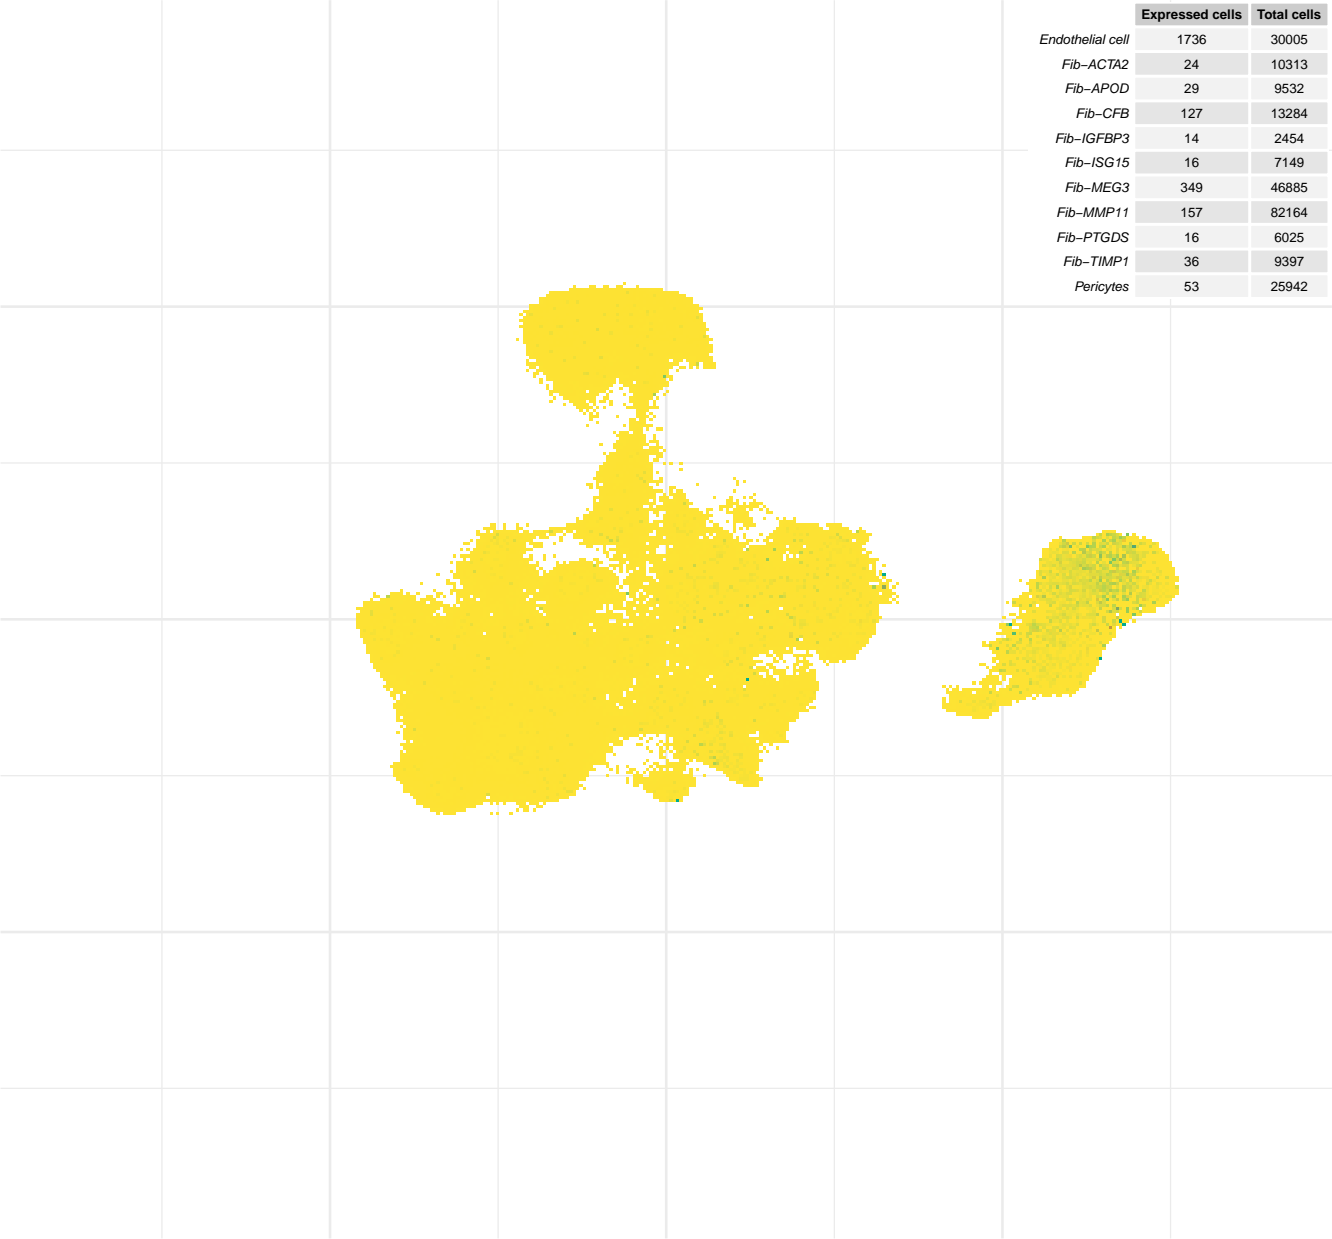 Expressed cells Total cells
Endothelial cell 1736 30005
Fib−ACTA2 24 10313
Fib−APOD 29 9532
Fib−CFB 127 13284
Fib−IGFBP3 14 2454
Fib−ISG15 16 7149
Fib−MEG3 349 46885
Fib−MMP11 157 82164
Fib−PTGDS 16 6025
Fib−TIMP1 36 9397
Pericytes 53 25942